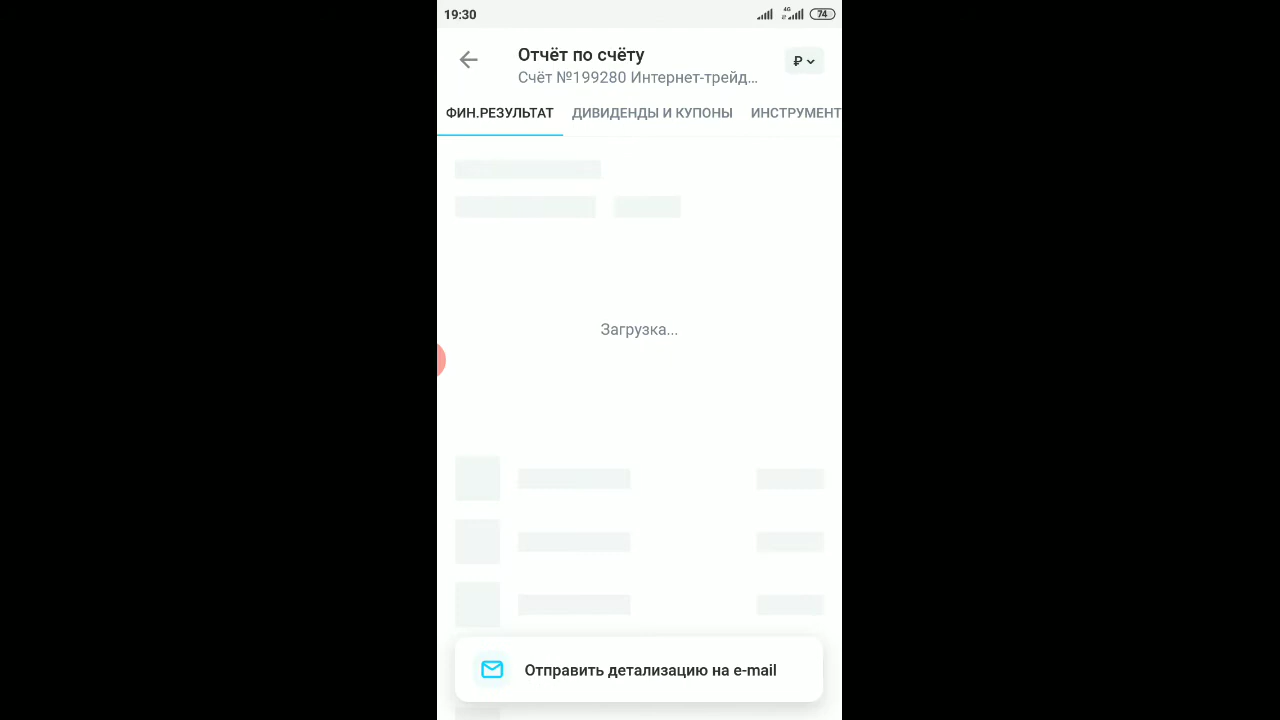 19:30
4G
74
Отчёт по счёту
Счёт №199280 Интернет-трейд...
₽
ФИН.РЕЗУЛЬТАТ ДИВИДЕНДЫ И КУПОНЫ ИНСТРУМЕНТ
Загрузка...
Отправить детализацию на e-mail